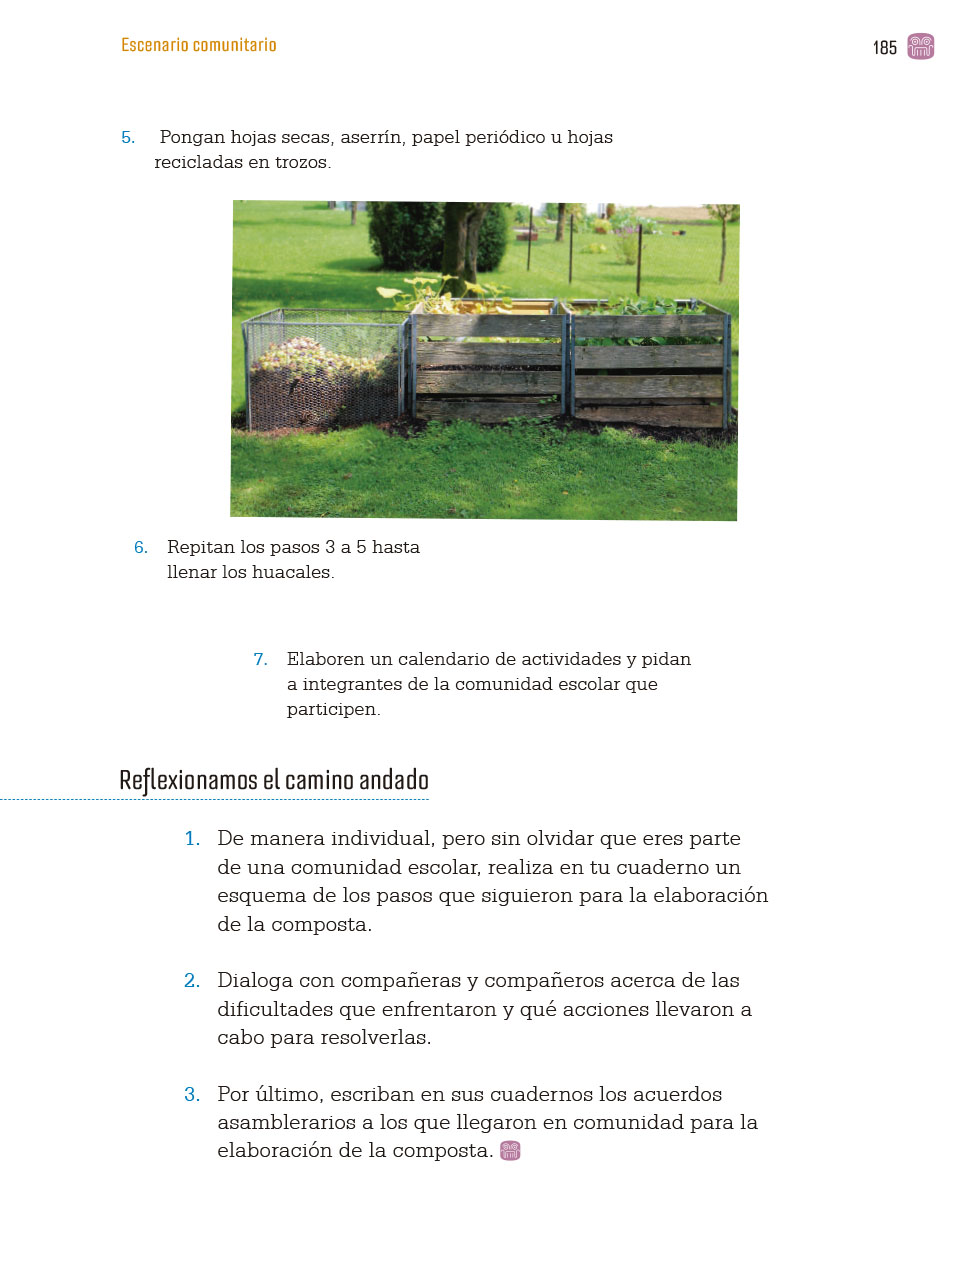 Escenario comunitario
185
5. Pongan hojas secas, aserrín, papel periódico u hojas
recicladas en trozos.
6. Repitan los pasos 3 a 5 hasta
llenar los huacales.
7. Elaboren un calendario de actividades y pidan
a integrantes de la comunidad escolar que
participen.
Reflexionamos el camino andado
1. De manera individual, pero sin olvidar que eres parte
de una comunidad escolar, realiza en tu cuaderno un
esquema de los pasos que siguieron para la elaboración
de la composta.
2. Dialoga con compañeras y compañeros acerca de las
dificultades que enfrentaron y qué acciones llevaron a
cabo para resolverlas.
3. Por último, escriban en sus cuadernos los acuerdos
asamblerarios a los que llegaron en comunidad para la
elaboración de la composta.